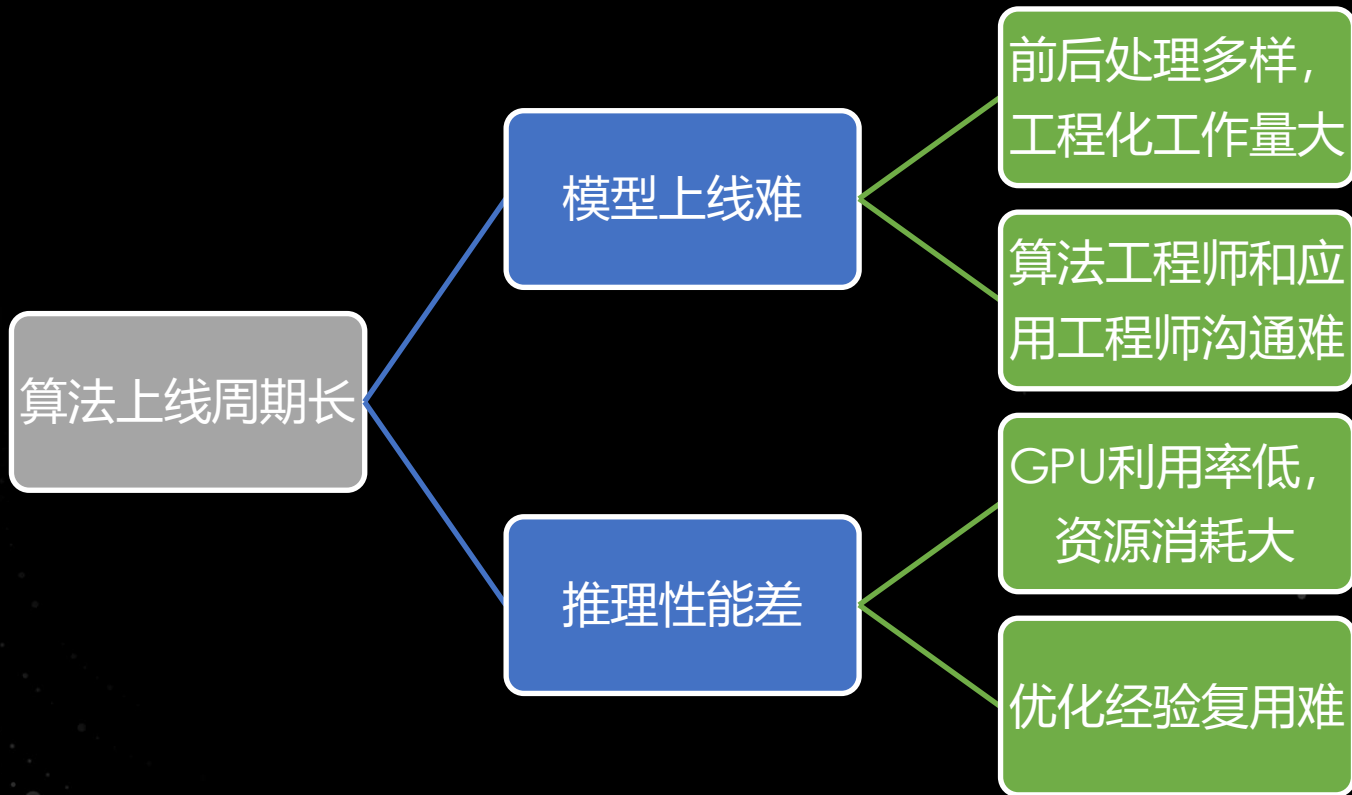 算法上线周期长
模型上线难
前后处理多样，
工程化工作量大
算法工程师和应
用工程师沟通难
推理性能差
GPU利用率低，
资源消耗大
优化经验复用难